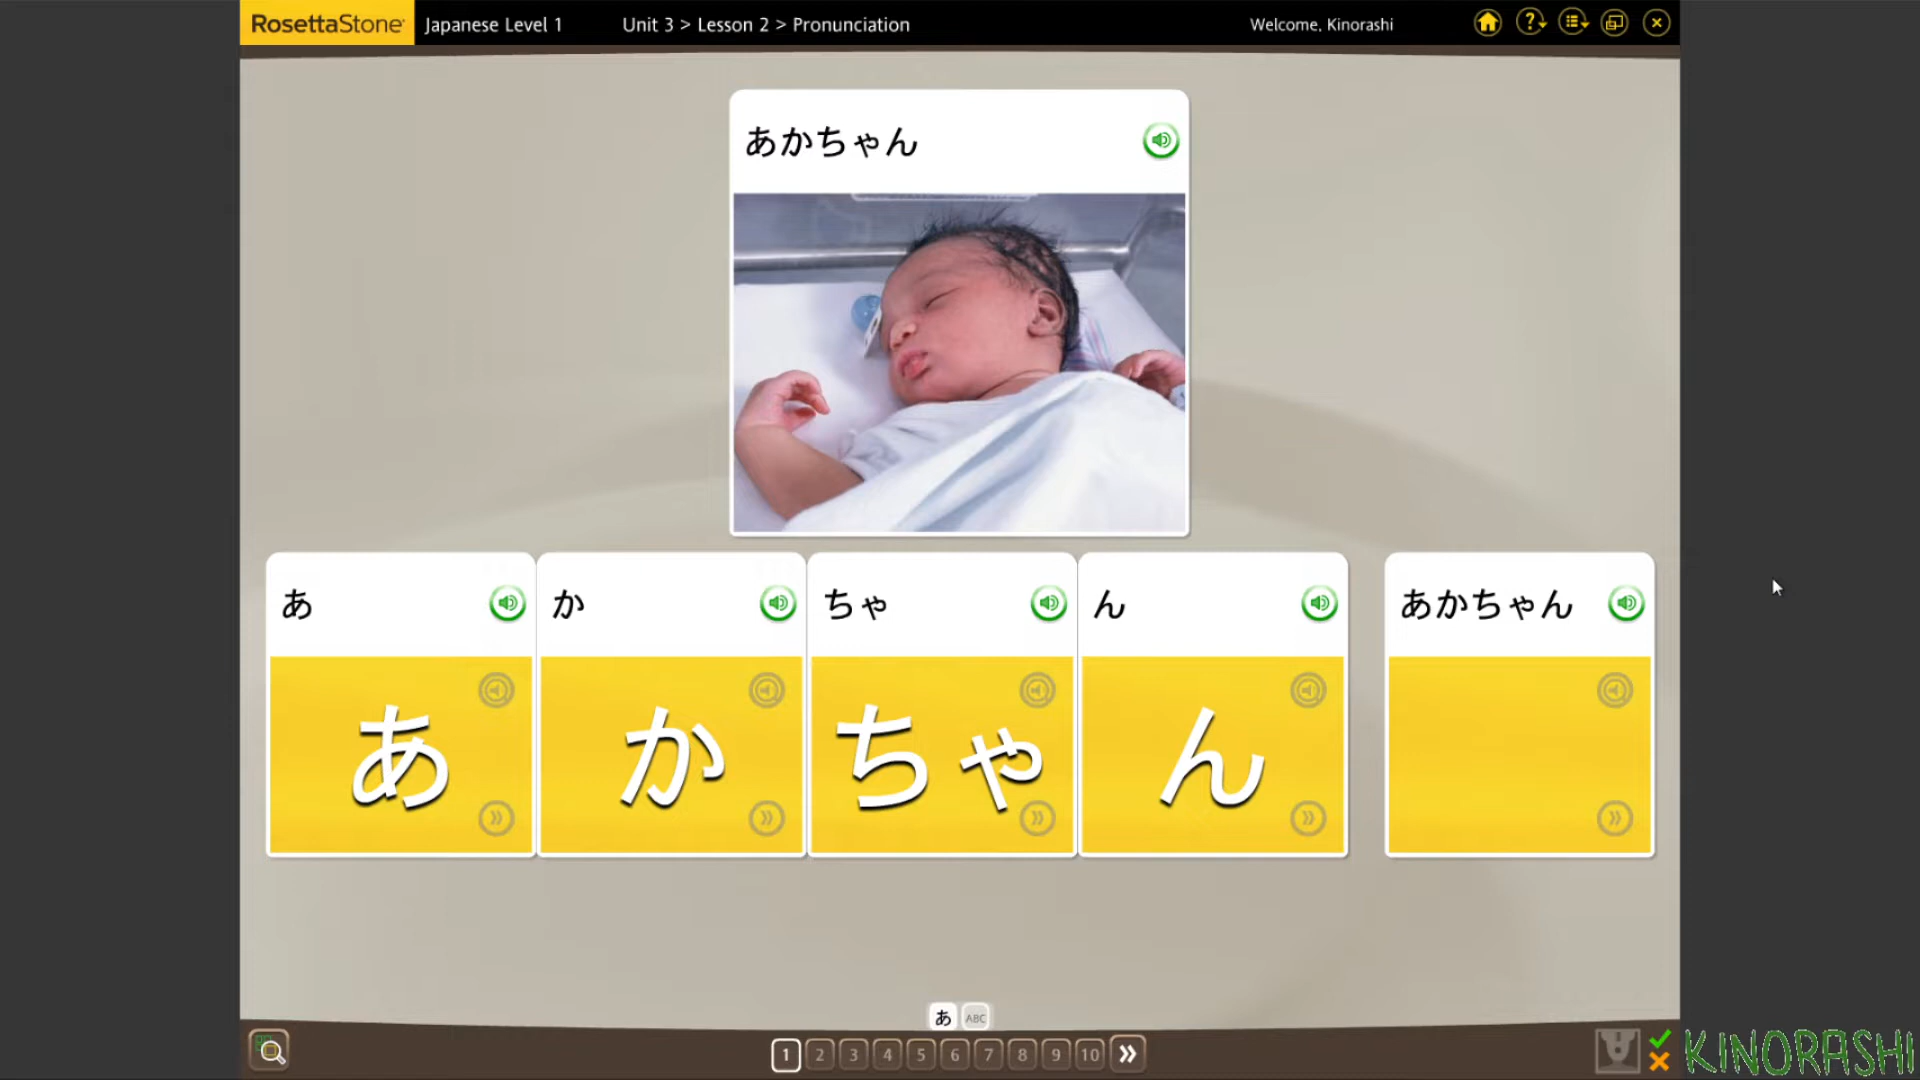 RosettaStone
Japanese Level 1
Unit 3 > Lesson 2 > Pronunciation
Welcome, Kinorashi
あかちゃん
あ
か
ちゃ
ん
あかちゃん
あ
か
ちゃ
ん
あ ABC
1 2 3 4 5 6 7 8 9 10
KINORASHI